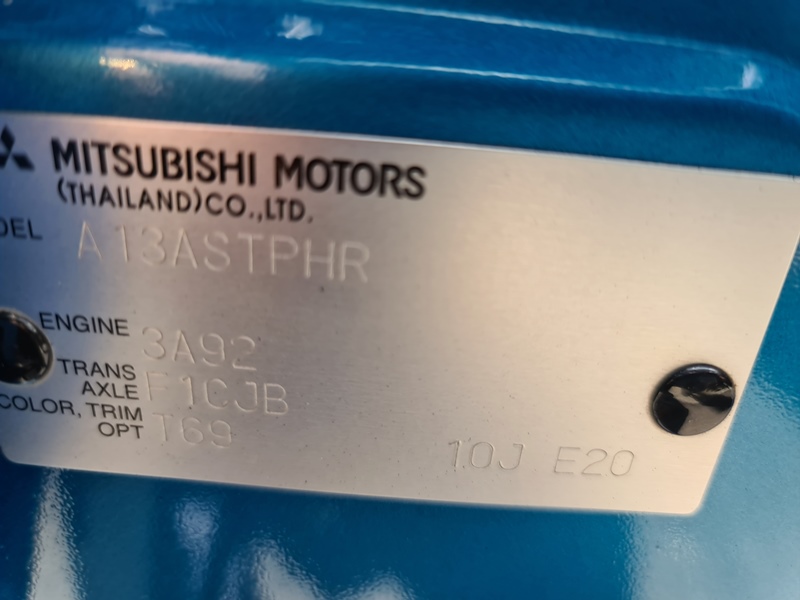 MITSUBISHI MOTORS
(THAILAND)CO.,LTD.
DEL A13ASTPHR
ENGINE 3A92
TRANS
AXLE F1CJB
COLOR, TRIM
OPT T69
10J E20